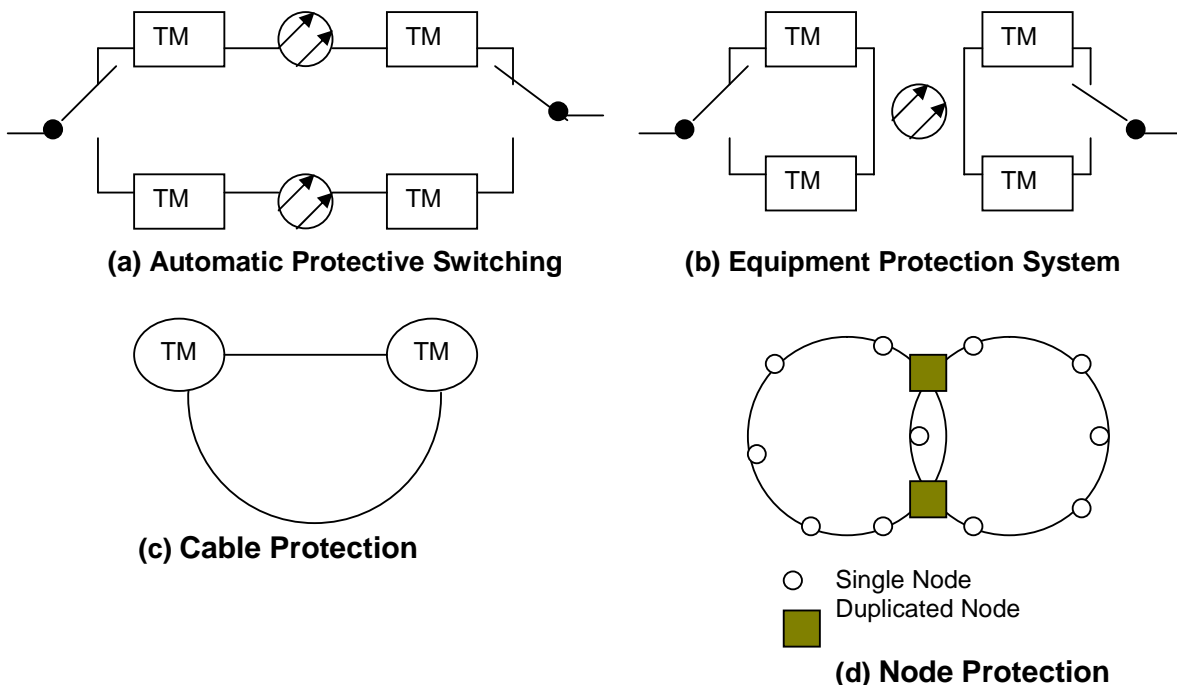 TM TM TM TM
TM TM TM TM
(a) Automatic Protective Switching (b) Equipment Protection System
TM TM
(c) Cable Protection
Single Node
Duplicated Node
(d) Node Protection